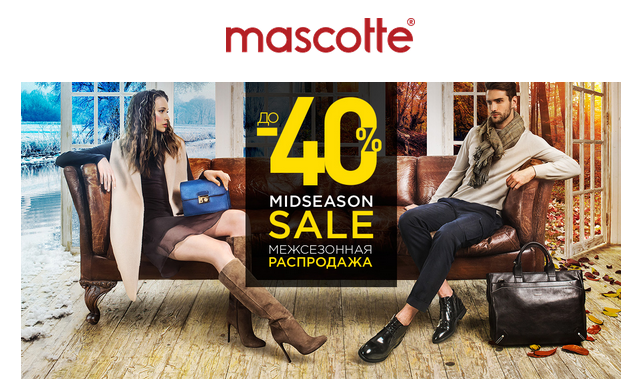 mascotte®
ДО
-40%
MIDSEASON
SALE
МЕЖСЕЗОННАЯ
РАСПРОДАЖА